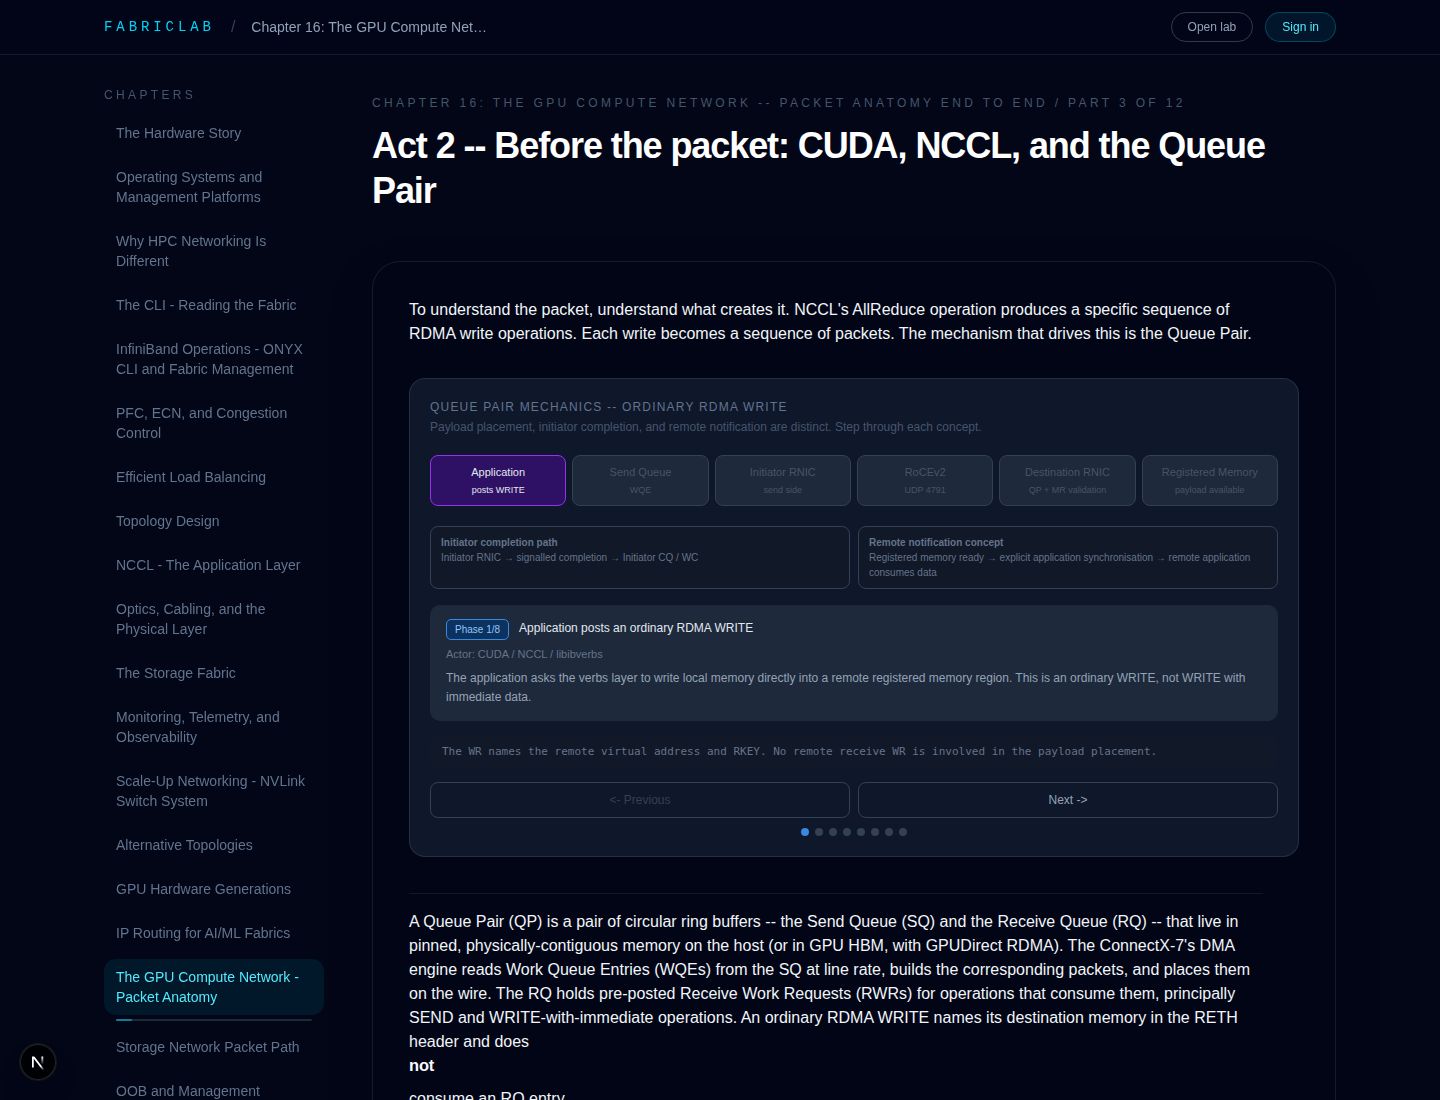 FABRICLAB / Chapter 16: The GPU Compute Net…
Open lab
Sign in
CHAPTERS
The Hardware Story
Operating Systems and
Management Platforms
Why HPC Networking Is
Different
The CLI - Reading the Fabric
InfiniBand Operations - ONYX
CLI and Fabric Management
PFC, ECN, and Congestion
Control
Efficient Load Balancing
Topology Design
NCCL - The Application Layer
Optics, Cabling, and the
Physical Layer
The Storage Fabric
Monitoring, Telemetry, and
Observability
Scale-Up Networking - NVLink
Switch System
Alternative Topologies
GPU Hardware Generations
IP Routing for AI/ML Fabrics
The GPU Compute Network -
Packet Anatomy
Storage Network Packet Path
OOB and Management
N
CHAPTER 16: THE GPU COMPUTE NETWORK -- PACKET ANATOMY END TO END / PART 3 OF 12
Act 2 -- Before the packet: CUDA, NCCL, and the Queue
Pair
To understand the packet, understand what creates it. NCCL's AllReduce operation produces a specific sequence of
RDMA write operations. Each write becomes a sequence of packets. The mechanism that drives this is the Queue Pair.
QUEUE PAIR MECHANICS -- ORDINARY RDMA WRITE
Payload placement, initiator completion, and remote notification are distinct. Step through each concept.
Application
posts WRITE
Send Queue
WQE
Initiator RNIC
send side
RoCEv2
UDP 4791
Destination RNIC
QP + MR validation
Registered Memory
payload available
Initiator completion path
Initiator RNIC → signalled completion → Initiator CQ / WC
Remote notification concept
Registered memory ready → explicit application synchronisation → remote application
consumes data
Phase 1/8 Application posts an ordinary RDMA WRITE
Actor: CUDA / NCCL / libibverbs
The application asks the verbs layer to write local memory directly into a remote registered memory region. This is an ordinary WRITE, not WRITE with
immediate data.
The WR names the remote virtual address and RKEY. No remote receive WR is involved in the payload placement.
<- Previous
Next ->
A Queue Pair (QP) is a pair of circular ring buffers -- the Send Queue (SQ) and the Receive Queue (RQ) -- that live in
pinned, physically-contiguous memory on the host (or in GPU HBM, with GPUDirect RDMA). The ConnectX-7's DMA
engine reads Work Queue Entries (WQEs) from the SQ at line rate, builds the corresponding packets, and places them
on the wire. The RQ holds pre-posted Receive Work Requests (RWRs) for operations that consume them, principally
SEND and WRITE-with-immediate operations. An ordinary RDMA WRITE names its destination memory in the RETH
header and does
not
consume an RQ entry.